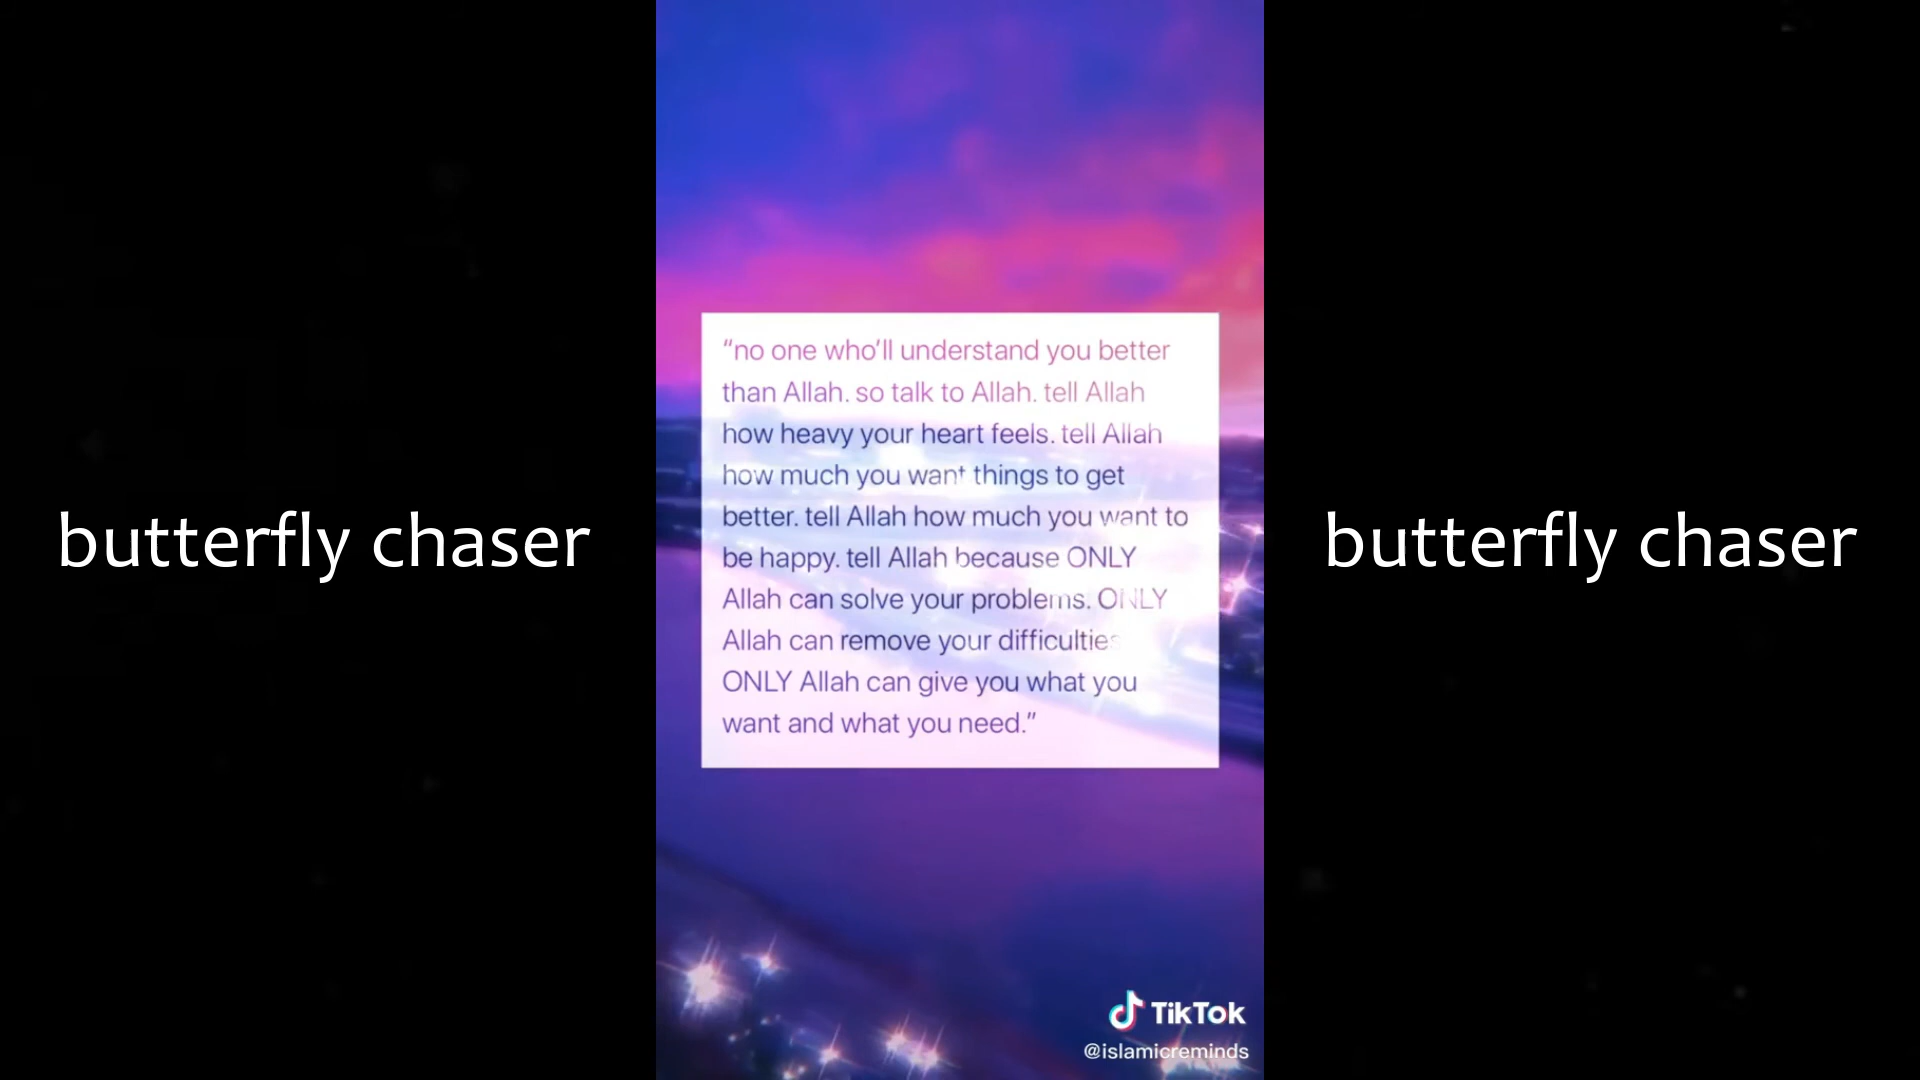 butterfly chaser
“no one who’ll understand you better
than Allah. so talk to Allah. tell Allah
how heavy your heart feels. tell Allah
how much you want things to get
better. tell Allah how much you want to
be happy. tell Allah because ONLY
Allah can solve your problems. ONLY
Allah can remove your difficulties
ONLY Allah can give you what you
want and what you need.”
TikTok
@islamicreminds
butterfly chaser